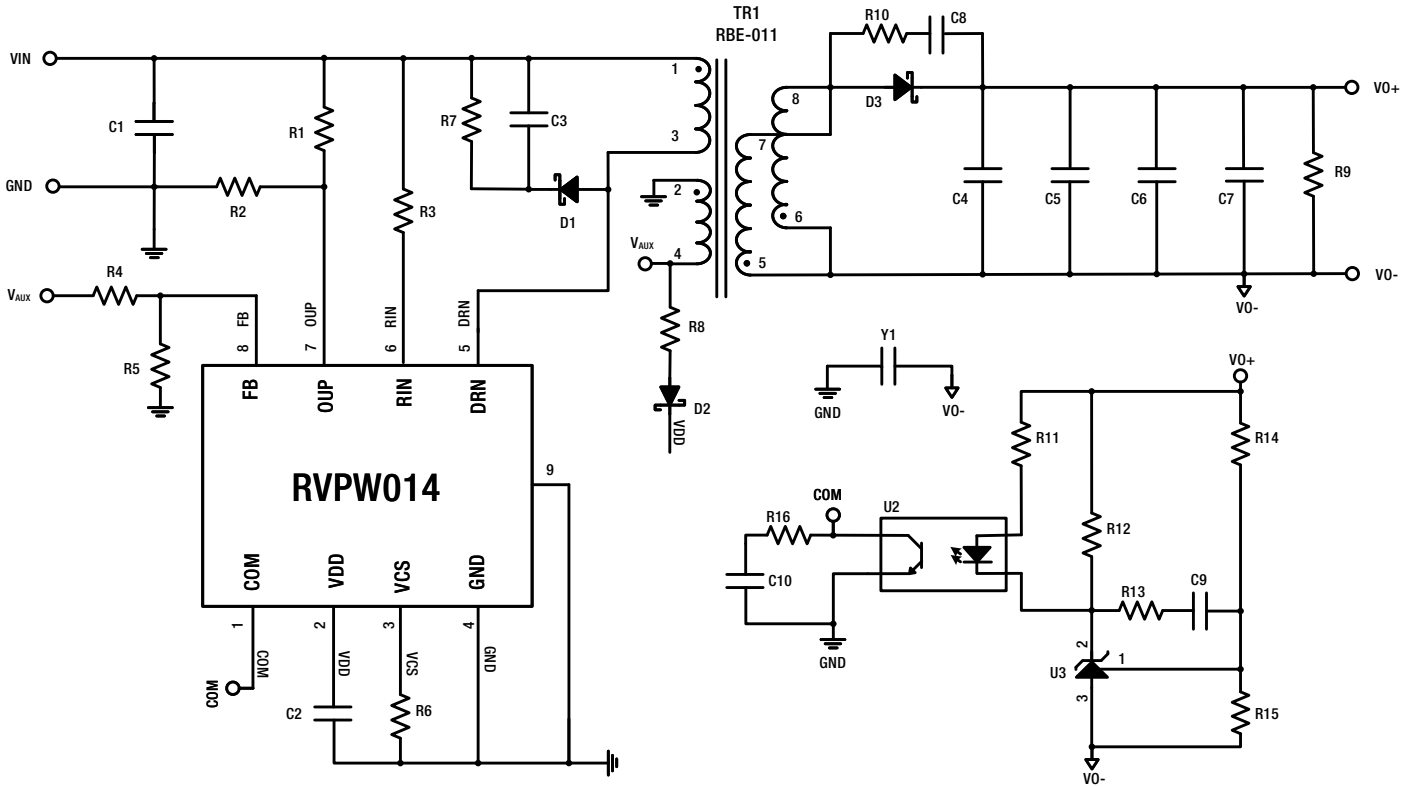 TR1
RBE-011
R10
C8
VIN
1
8
D3
VO+
C1
R1
R7
C3
3
7
GND
R2
R3
D1
2
6
C4
C5
C6
C7
R9
VAUX
4
5
VO-
VO-
R4
VAUX
R5
FB
8
OUP
7
RIN
6
DRN
5
R8
D2
VDD
Y1
GND
VO-
VO+
FB
OUP
RIN
DRN
RVPW014
9
R11
R14
COM
U2
R16
R12
C10
R13
C9
GND
COM
VDD
VCS
GND
1
COM
2
VDD
3
VCS
4
GND
COM
C2
R6
2
1
U3
3
R15
VO-